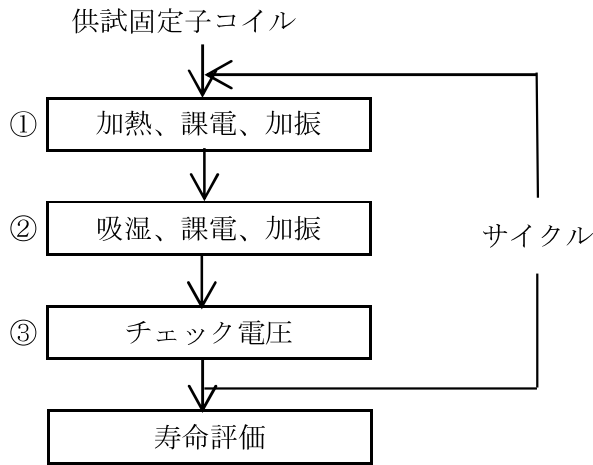 供試固定子コイル
① 加熱、課電、加振
② 吸湿、課電、加振
サイクル
③ チェック電圧
寿命評価